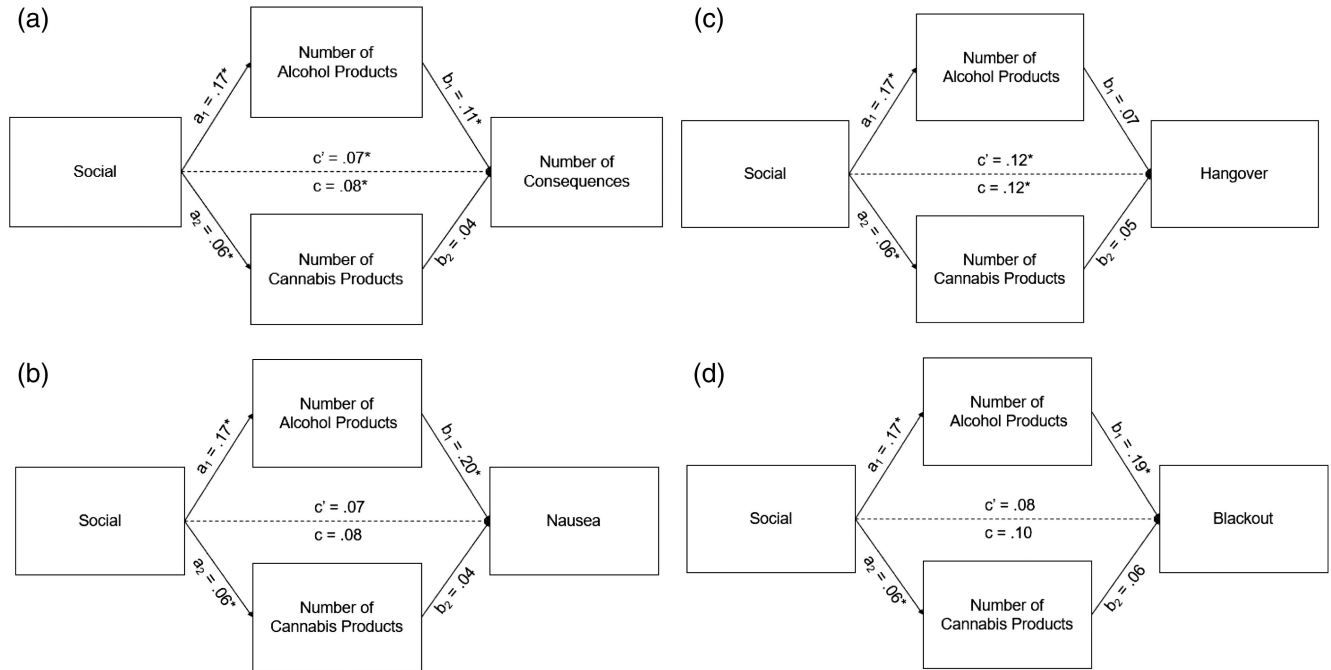 (a)
Number of
Alcohol Products
a1 = .17*
b1 = .11*
Social
c' = .07*
c = .08*
Number of
Consequences
a2 = .06*
b2 = .04
Number of
Cannabis Products
(c)
Number of
Alcohol Products
a1 = .17*
b1 = .07
Social
c' = .12*
c = .12*
Hangover
a2 = .06*
b2 = .05
Number of
Cannabis Products
(b)
Number of
Alcohol Products
a1 = .17*
b1 = .20*
Social
c' = .07
c = .08
Nausea
a2 = .06*
b2 = .04
Number of
Cannabis Products
(d)
Number of
Alcohol Products
a1 = .17*
b1 = .19*
Social
c' = .08
c = .10
Blackout
a2 = .06*
b2 = .06
Number of
Cannabis Products